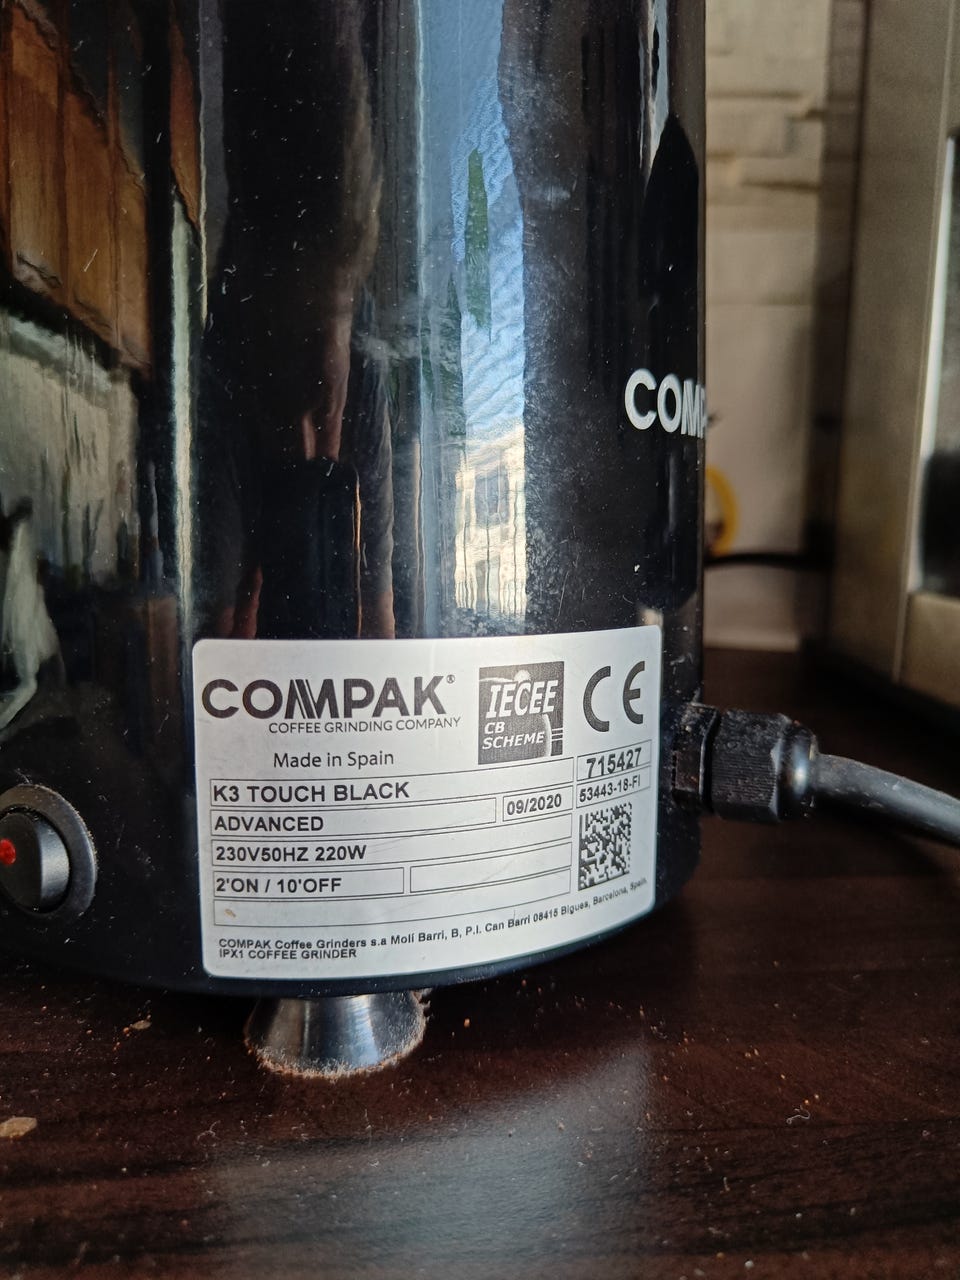 COMP
COMPAK®
COFFEE GRINDING COMPANY
IECEE
CB
SCHEME
CE
Made in Spain
715427
K3 TOUCH BLACK
09/2020
53443-18-FI
ADVANCED
230V50HZ 220W
2'ON / 10'OFF
COMPAK Coffee Grinders s.a Molí Barri, B, P.I. Can Barri 08415 Bigues, Barcelona, Spain.
IPX1 COFFEE GRINDER